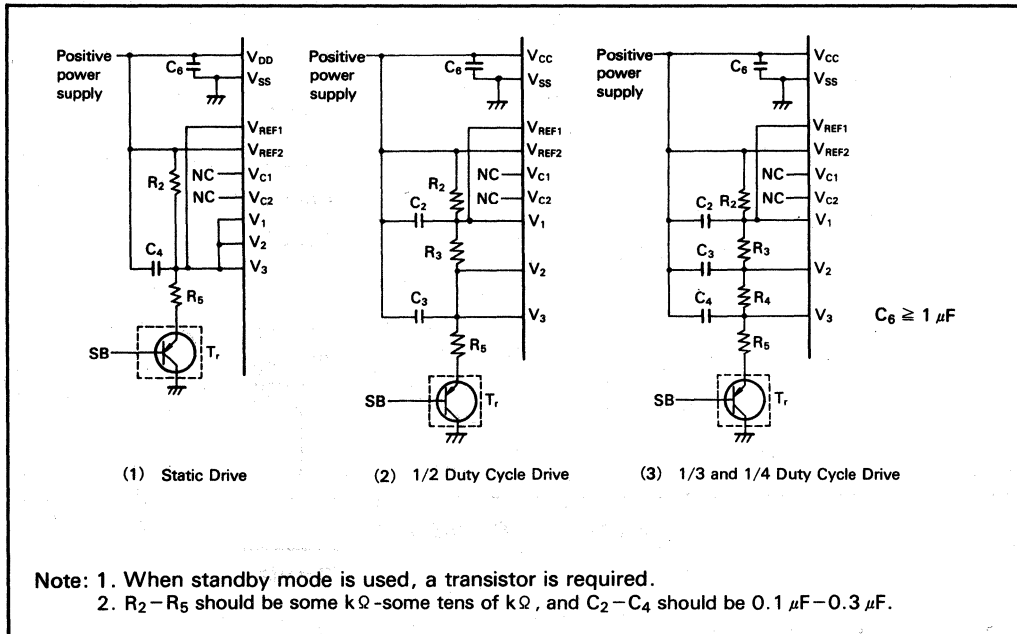 Positive
power
supply
C6
VDD
VSS
VREF1
VREF2
R2
NC
VC1
NC
VC2
V1
V2
C4
V3
R5
SB
Tr
(1) Static Drive
Positive
power
supply
C6
VCC
VSS
VREF1
VREF2
R2
NC
VC1
NC
VC2
C2
V1
R3
V2
C3
V3
R5
SB
Tr
(2) 1/2 Duty Cycle Drive
Positive
power
supply
C6
VCC
VSS
VREF1
VREF2
NC
VC1
R2
NC
VC2
C2
V1
R3
C3
V2
R4
C4
V3
R5
SB
Tr
(3) 1/3 and 1/4 Duty Cycle Drive
C6 ≧ 1 μF
Note: 1. When standby mode is used, a transistor is required.
2. R2−R5 should be some kΩ-some tens of kΩ, and C2−C4 should be 0.1 μF−0.3 μF.